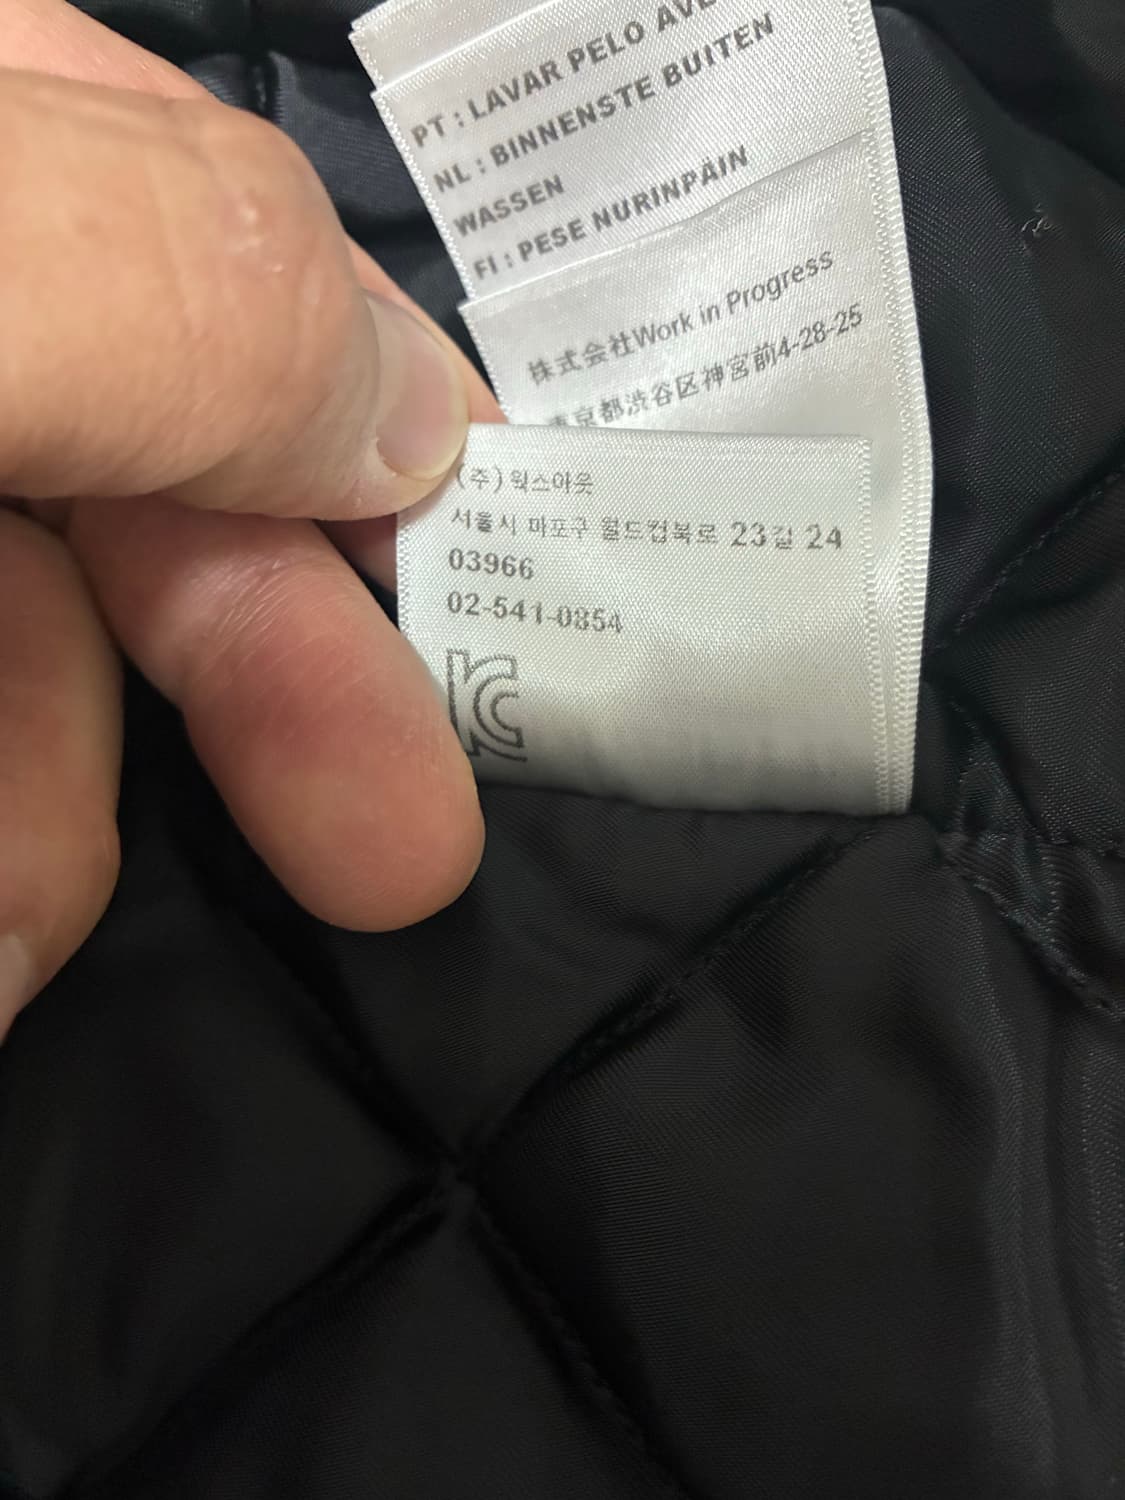 PT : LAVAR PELO AVE
NL : BINNENSTE BUITEN
WASSEN
FI : PESE NURINPÄIN
株式会社Work in Progress
東京都渋谷区神宮前4-28-25
(주)웍스아웃
서울시 마포구 월드컵북로 23길 24
03966
02-541-0854